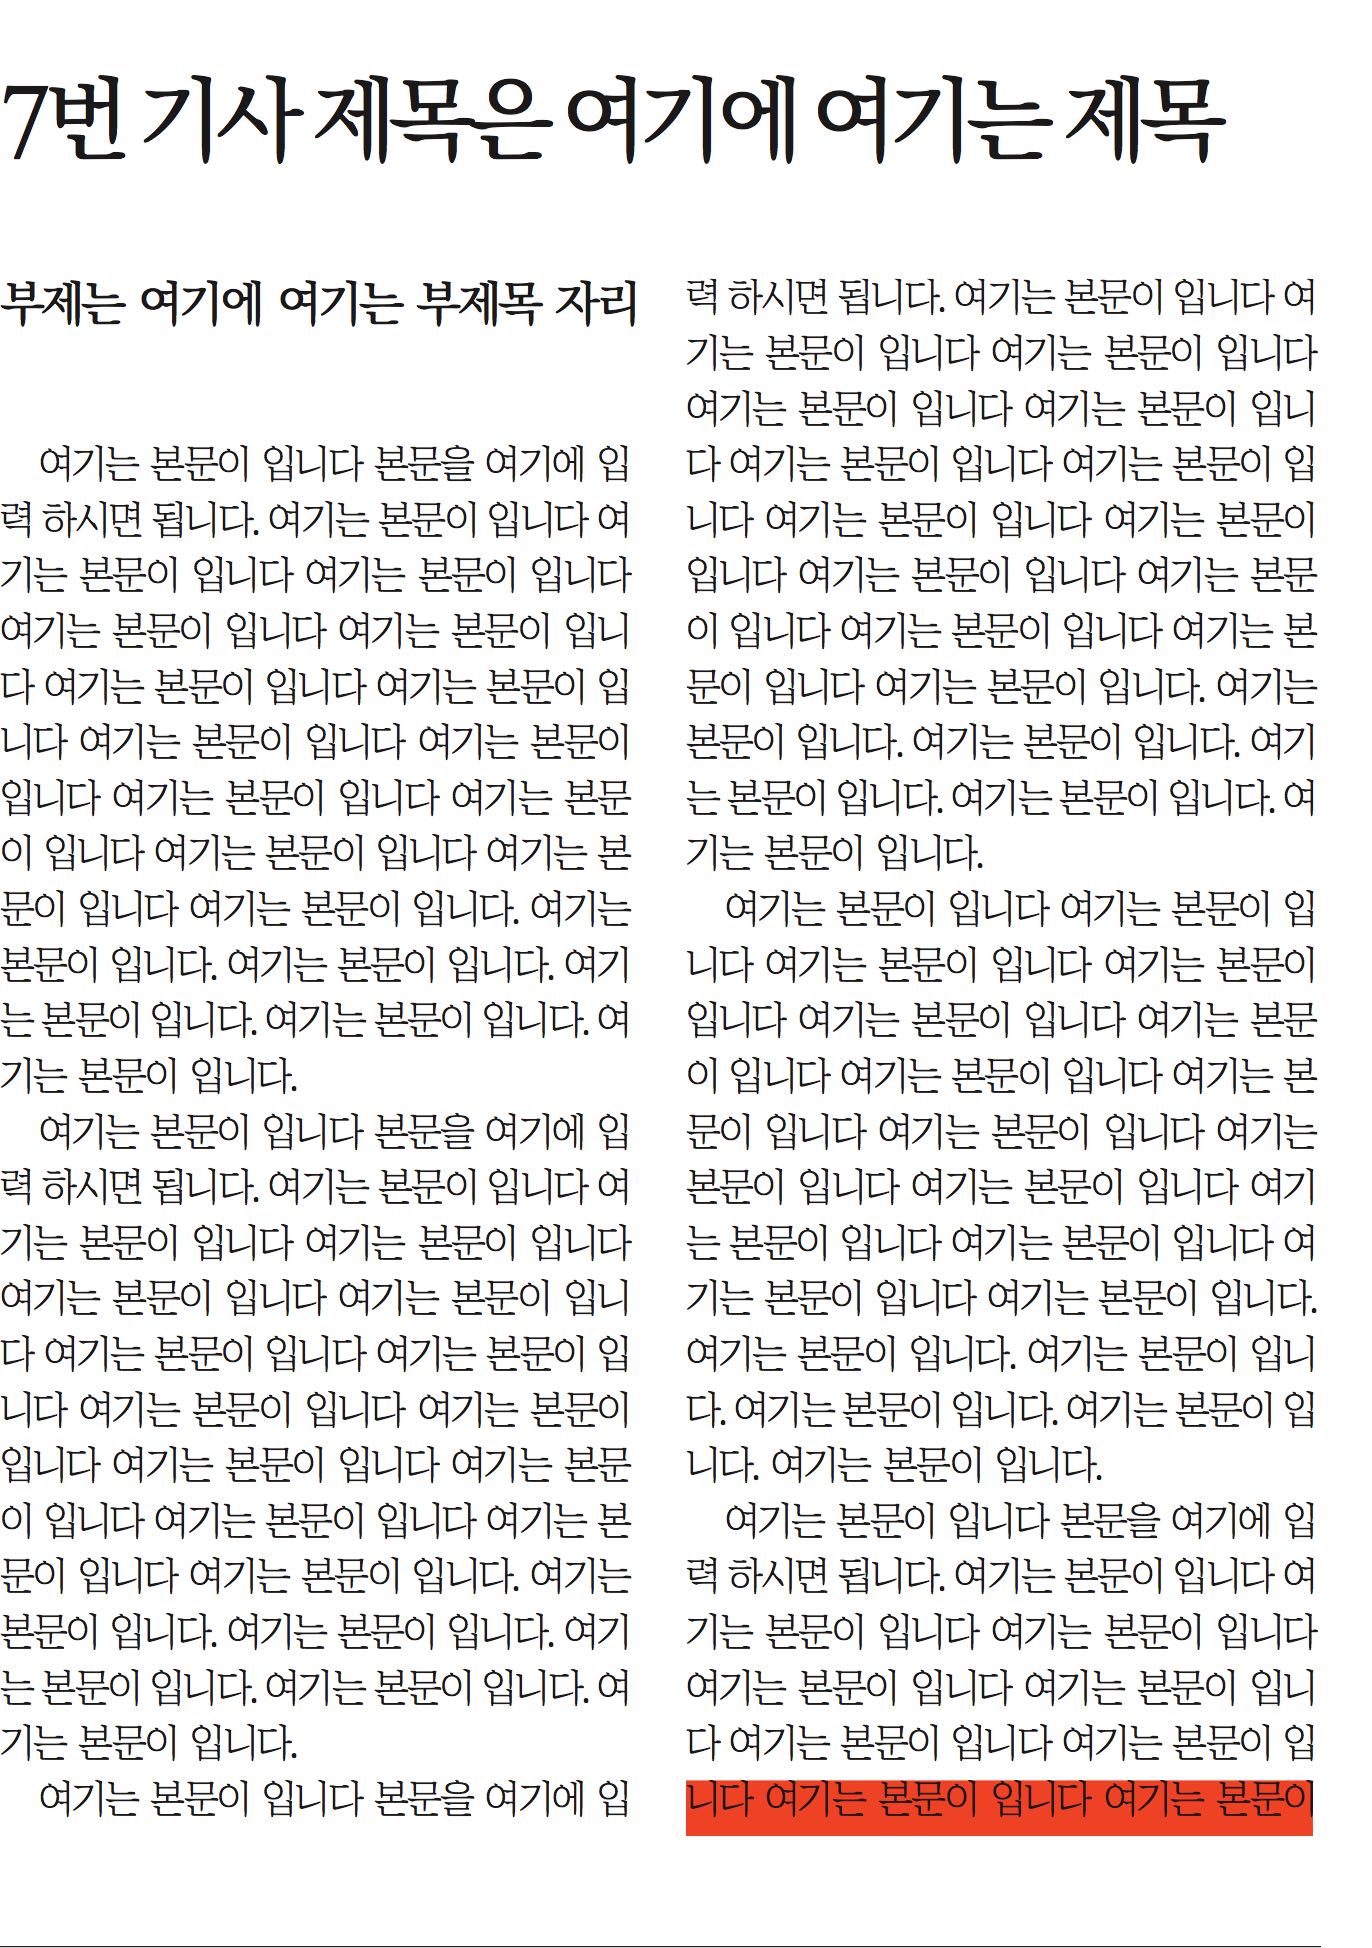 7번 기사 제목은 여기에 여기는 제목
부제는 여기에 여기는 부제목 자리
여기는 본문이 입니다 본문을 여기에 입
력 하시면 됩니다. 여기는 본문이 입니다 여
기는 본문이 입니다 여기는 본문이 입니다
여기는 본문이 입니다 여기는 본문이 입니
다 여기는 본문이 입니다 여기는 본문이 입
니다 여기는 본문이 입니다 여기는 본문이
입니다 여기는 본문이 입니다 여기는 본문
이 입니다 여기는 본문이 입니다 여기는 본
문이 입니다 여기는 본문이 입니다. 여기는
본문이 입니다. 여기는 본문이 입니다. 여기
는 본문이 입니다. 여기는 본문이 입니다. 여
기는 본문이 입니다.
여기는 본문이 입니다 본문을 여기에 입
력 하시면 됩니다. 여기는 본문이 입니다 여
기는 본문이 입니다 여기는 본문이 입니다
여기는 본문이 입니다 여기는 본문이 입니
다 여기는 본문이 입니다 여기는 본문이 입
니다 여기는 본문이 입니다 여기는 본문이
입니다 여기는 본문이 입니다 여기는 본문
이 입니다 여기는 본문이 입니다 여기는 본
문이 입니다 여기는 본문이 입니다. 여기는
본문이 입니다. 여기는 본문이 입니다. 여기
는 본문이 입니다. 여기는 본문이 입니다. 여
기는 본문이 입니다.
여기는 본문이 입니다 본문을 여기에 입
력 하시면 됩니다. 여기는 본문이 입니다 여
기는 본문이 입니다 여기는 본문이 입니다
여기는 본문이 입니다 여기는 본문이 입니
다 여기는 본문이 입니다 여기는 본문이 입
니다 여기는 본문이 입니다 여기는 본문이
입니다 여기는 본문이 입니다 여기는 본문
이 입니다 여기는 본문이 입니다 여기는 본
문이 입니다 여기는 본문이 입니다. 여기는
본문이 입니다. 여기는 본문이 입니다. 여기
는 본문이 입니다. 여기는 본문이 입니다. 여
기는 본문이 입니다.
여기는 본문이 입니다 여기는 본문이 입
니다 여기는 본문이 입니다 여기는 본문이
입니다 여기는 본문이 입니다 여기는 본문
이 입니다 여기는 본문이 입니다 여기는 본
문이 입니다 여기는 본문이 입니다 여기는
본문이 입니다 여기는 본문이 입니다 여기
는 본문이 입니다 여기는 본문이 입니다 여
기는 본문이 입니다 여기는 본문이 입니다.
여기는 본문이 입니다. 여기는 본문이 입니
다. 여기는 본문이 입니다. 여기는 본문이 입
니다. 여기는 본문이 입니다.
여기는 본문이 입니다 본문을 여기에 입
력 하시면 됩니다. 여기는 본문이 입니다 여
기는 본문이 입니다 여기는 본문이 입니다
여기는 본문이 입니다 여기는 본문이 입니
다 여기는 본문이 입니다 여기는 본문이 입
니다 여기는 본문이 입니다 여기는 본문이